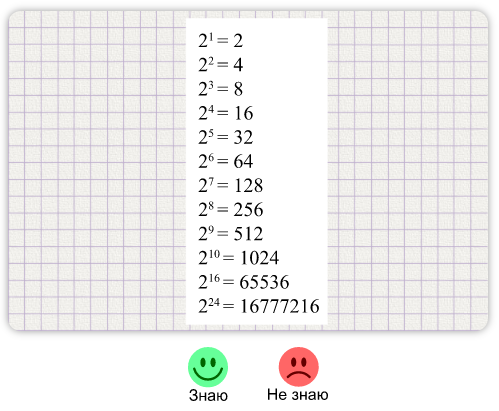 2¹ = 2
2² = 4
2³ = 8
2⁴ = 16
2⁵ = 32
2⁶ = 64
2⁷ = 128
2⁸ = 256
2⁹ = 512
2¹⁰ = 1024
2¹⁶ = 65536
2²⁴ = 16777216
Знаю Не знаю